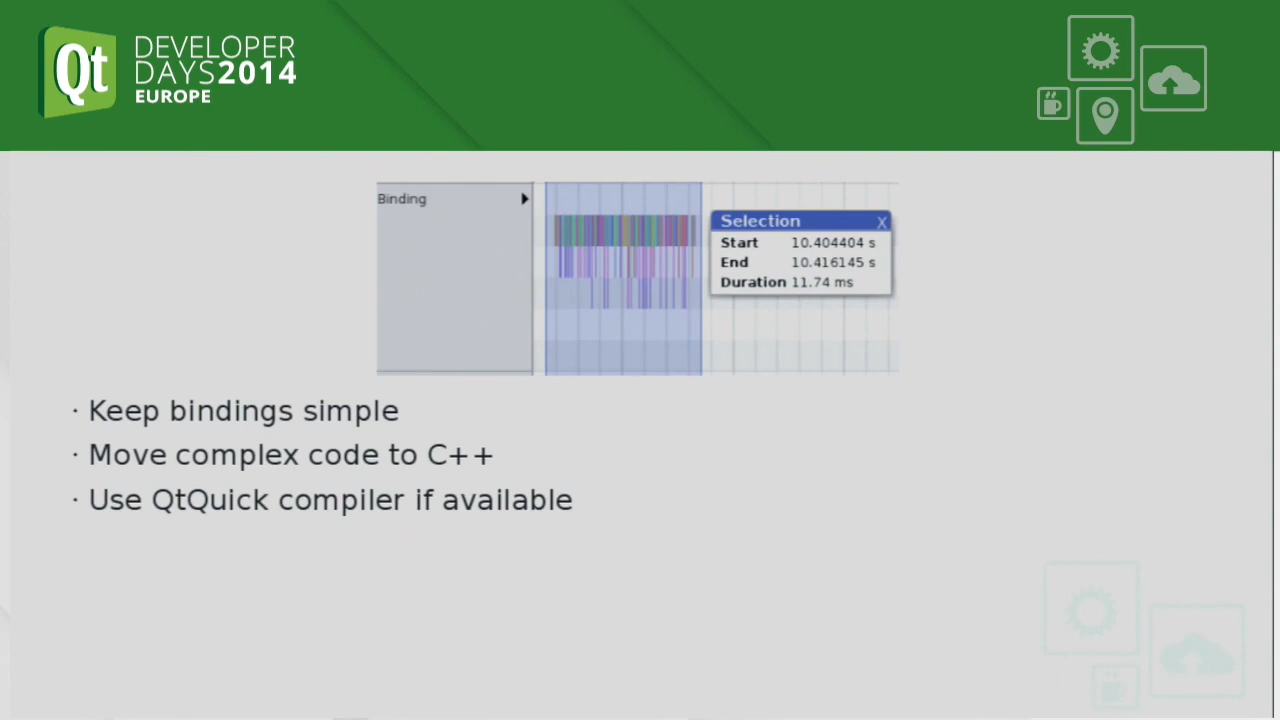 Qt
DEVELOPER
DAYS2014
EUROPE
Binding
Selection X
Start 10.404404 s
End 10.416145 s
Duration 11.74 ms
· Keep bindings simple
· Move complex code to C++
· Use QtQuick compiler if available